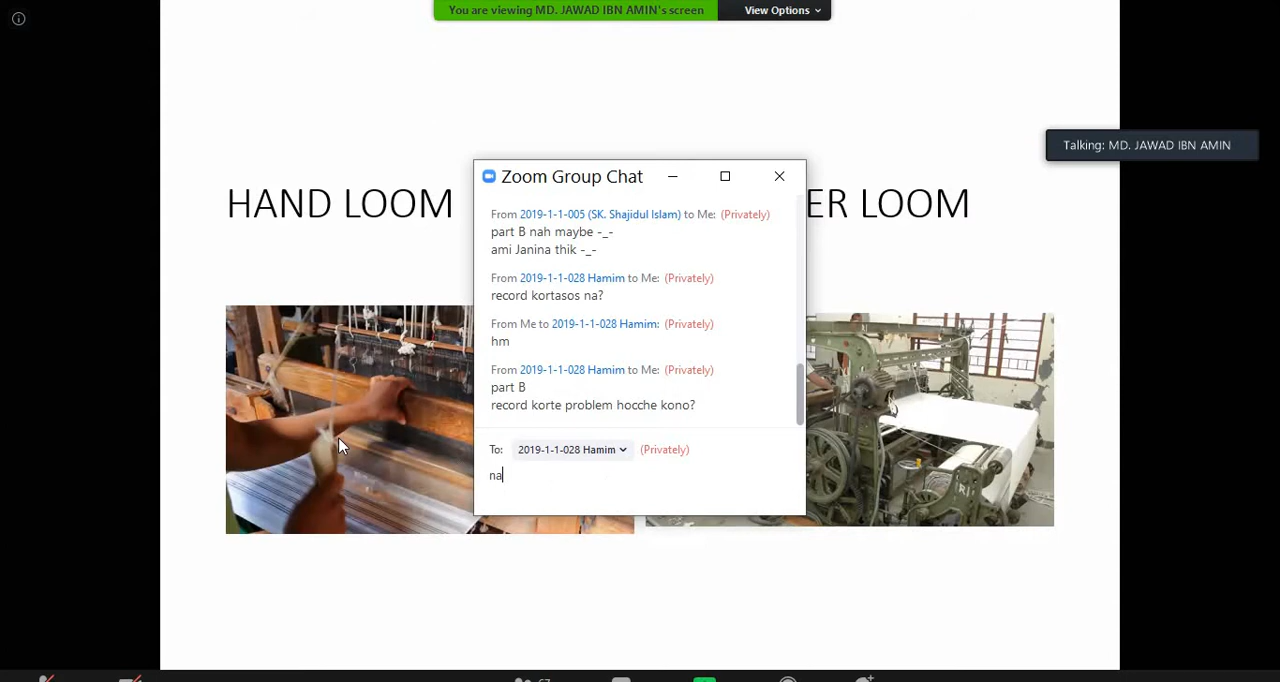 You are viewing MD. JAWAD IBN AMIN's screen
View Options
Talking: MD. JAWAD IBN AMIN
HAND LOOM
ER LOOM
Zoom Group Chat
From 2019-1-1-005 (SK. Shajidul Islam) to Me: (Privately)
part B nah maybe -_-
ami Janina thik -_-
From 2019-1-1-028 Hamim to Me: (Privately)
record kortasos na?
From Me to 2019-1-1-028 Hamim: (Privately)
hm
From 2019-1-1-028 Hamim to Me: (Privately)
part B
record korte problem hocche kono?
To: 2019-1-1-028 Hamim (Privately)
na